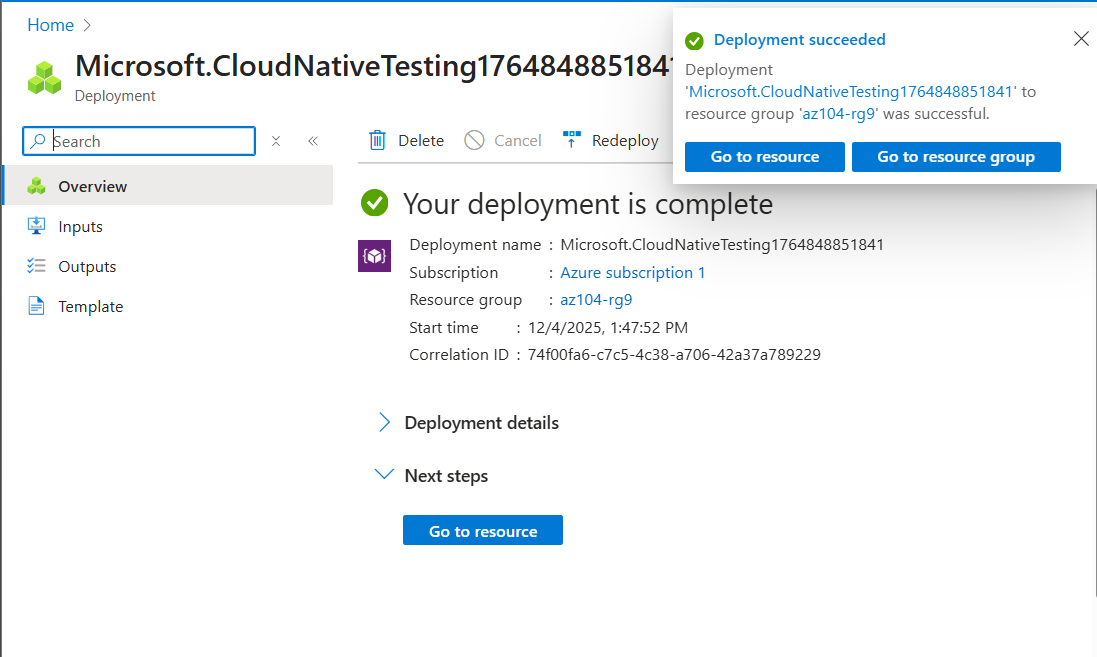 Home
Microsoft.CloudNativeTesting1764848851841
Deployment
Search
Overview
Inputs
Outputs
Template
Delete
Cancel
Redeploy
Your deployment is complete
Deployment name : Microsoft.CloudNativeTesting1764848851841
Subscription : Azure subscription 1
Resource group : az104-rg9
Start time : 12/4/2025, 1:47:52 PM
Correlation ID : 74f00fa6-c7c5-4c38-a706-42a37a789229
Deployment details
Next steps
Go to resource
Deployment succeeded
Deployment
'Microsoft.CloudNativeTesting1764848851841' to
resource group 'az104-rg9' was successful.
Go to resource
Go to resource group